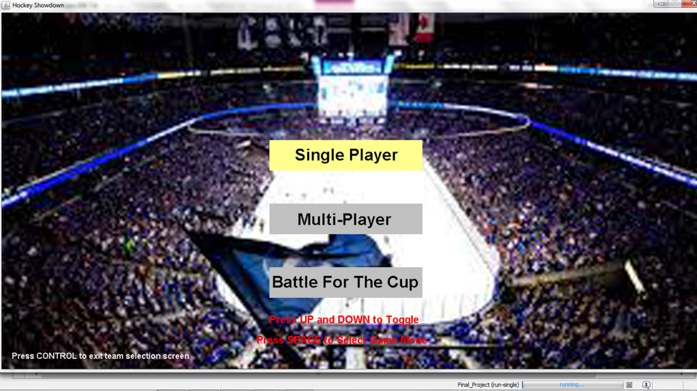 Hockey Showdown
Single Player
Multi-Player
Battle For The Cup
Press UP and DOWN to Toggle
Press SPACE to Select Game Mode
Press CONTROL to exit team selection screen
Final_Project (run-single)
running...